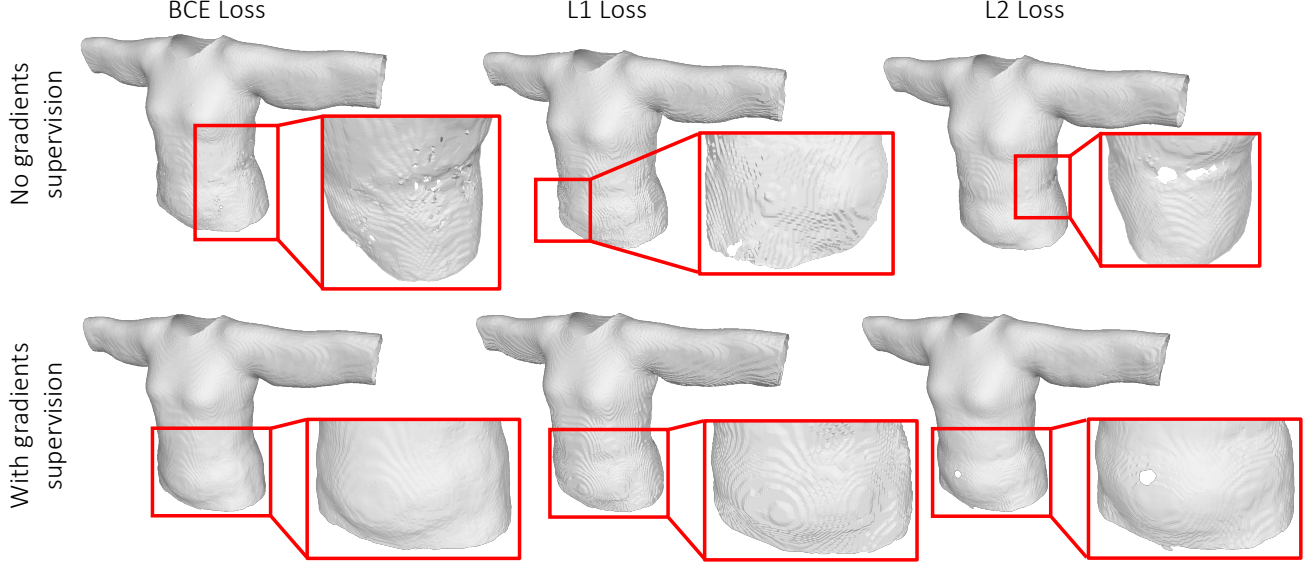 BCE Loss
L1 Loss
L2 Loss
No gradients
supervision
With gradients
supervision